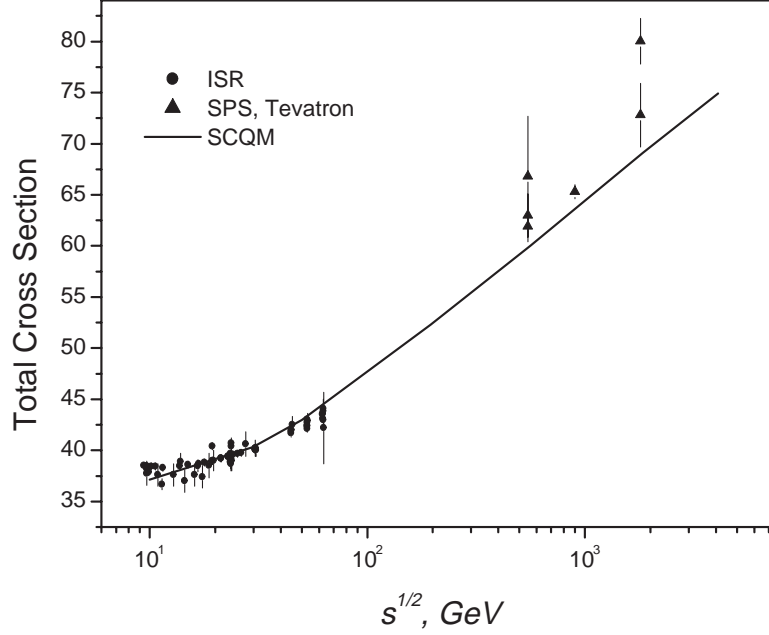 80
75
70
65
60
55
50
45
40
35
Total Cross Section
ISR
SPS, Tevatron
SCQM
10^1
10^2
10^3
s^{1/2}, GeV